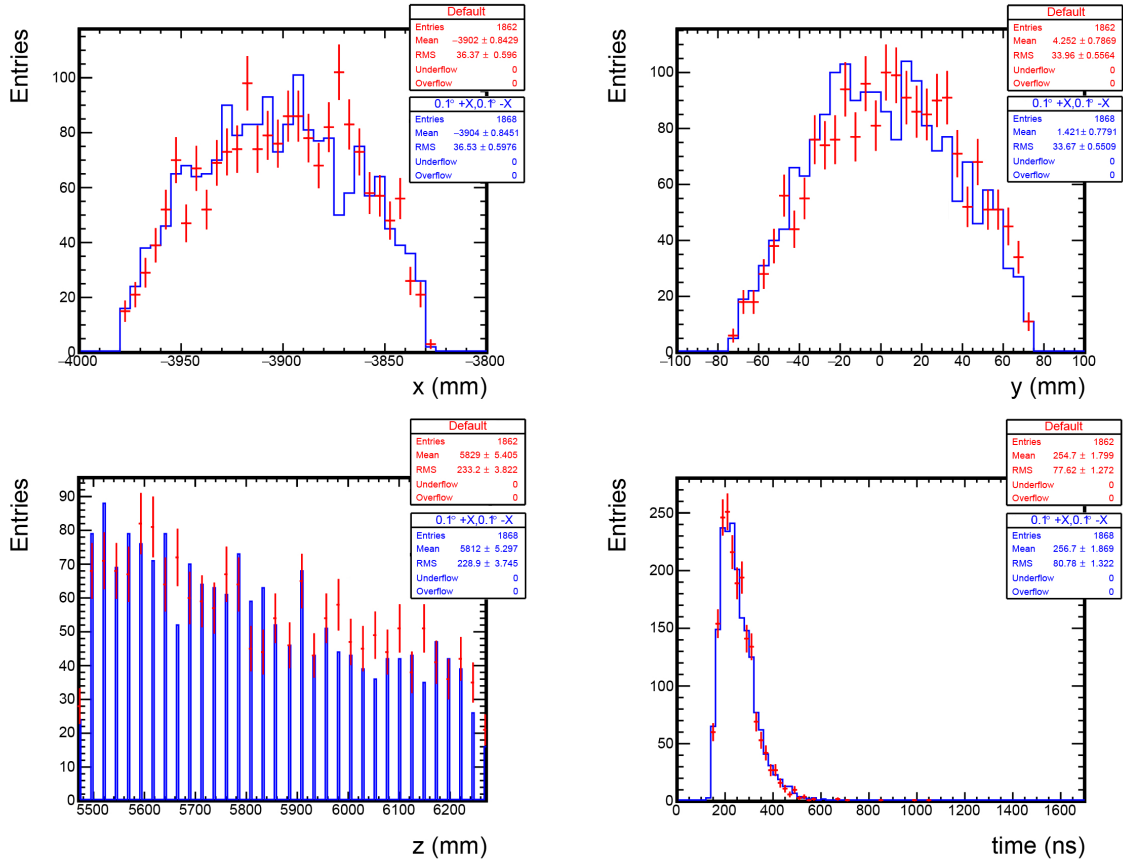 Default
Entries 1862
Mean −3902 ± 0.8429
RMS 36.37 ± 0.596
Underflow 0
Overflow 0
0.1° +X,0.1° -X
Entries 1868
Mean −3904 ± 0.8451
RMS 36.53 ± 0.5976
Underflow 0
Overflow 0
Entries
100
80
60
40
20
0
−4000 −3950 −3900 −3850 −3800
x (mm)
Default
Entries 1862
Mean 4.252 ± 0.7869
RMS 33.96 ± 0.5564
Underflow 0
Overflow 0
0.1° +X,0.1° -X
Entries 1868
Mean 1.421 ± 0.7791
RMS 33.67 ± 0.5509
Underflow 0
Overflow 0
Entries
100
80
60
40
20
0
−100 −80 −60 −40 −20 0 20 40 60 80 100
y (mm)
Default
Entries 1862
Mean 5829 ± 5.405
RMS 233.2 ± 3.822
Underflow 0
Overflow 0
0.1° +X,0.1° -X
Entries 1868
Mean 5812 ± 5.297
RMS 228.9 ± 3.745
Underflow 0
Overflow 0
Entries
90
80
70
60
50
40
30
20
10
0
5500 5600 5700 5800 5900 6000 6100 6200
z (mm)
Default
Entries 1862
Mean 254.7 ± 1.799
RMS 77.62 ± 1.272
Underflow 0
Overflow 0
0.1° +X,0.1° -X
Entries 1868
Mean 256.7 ± 1.869
RMS 80.78 ± 1.322
Underflow 0
Overflow 0
Entries
250
200
150
100
50
0
0 200 400 600 800 1000 1200 1400 1600
time (ns)